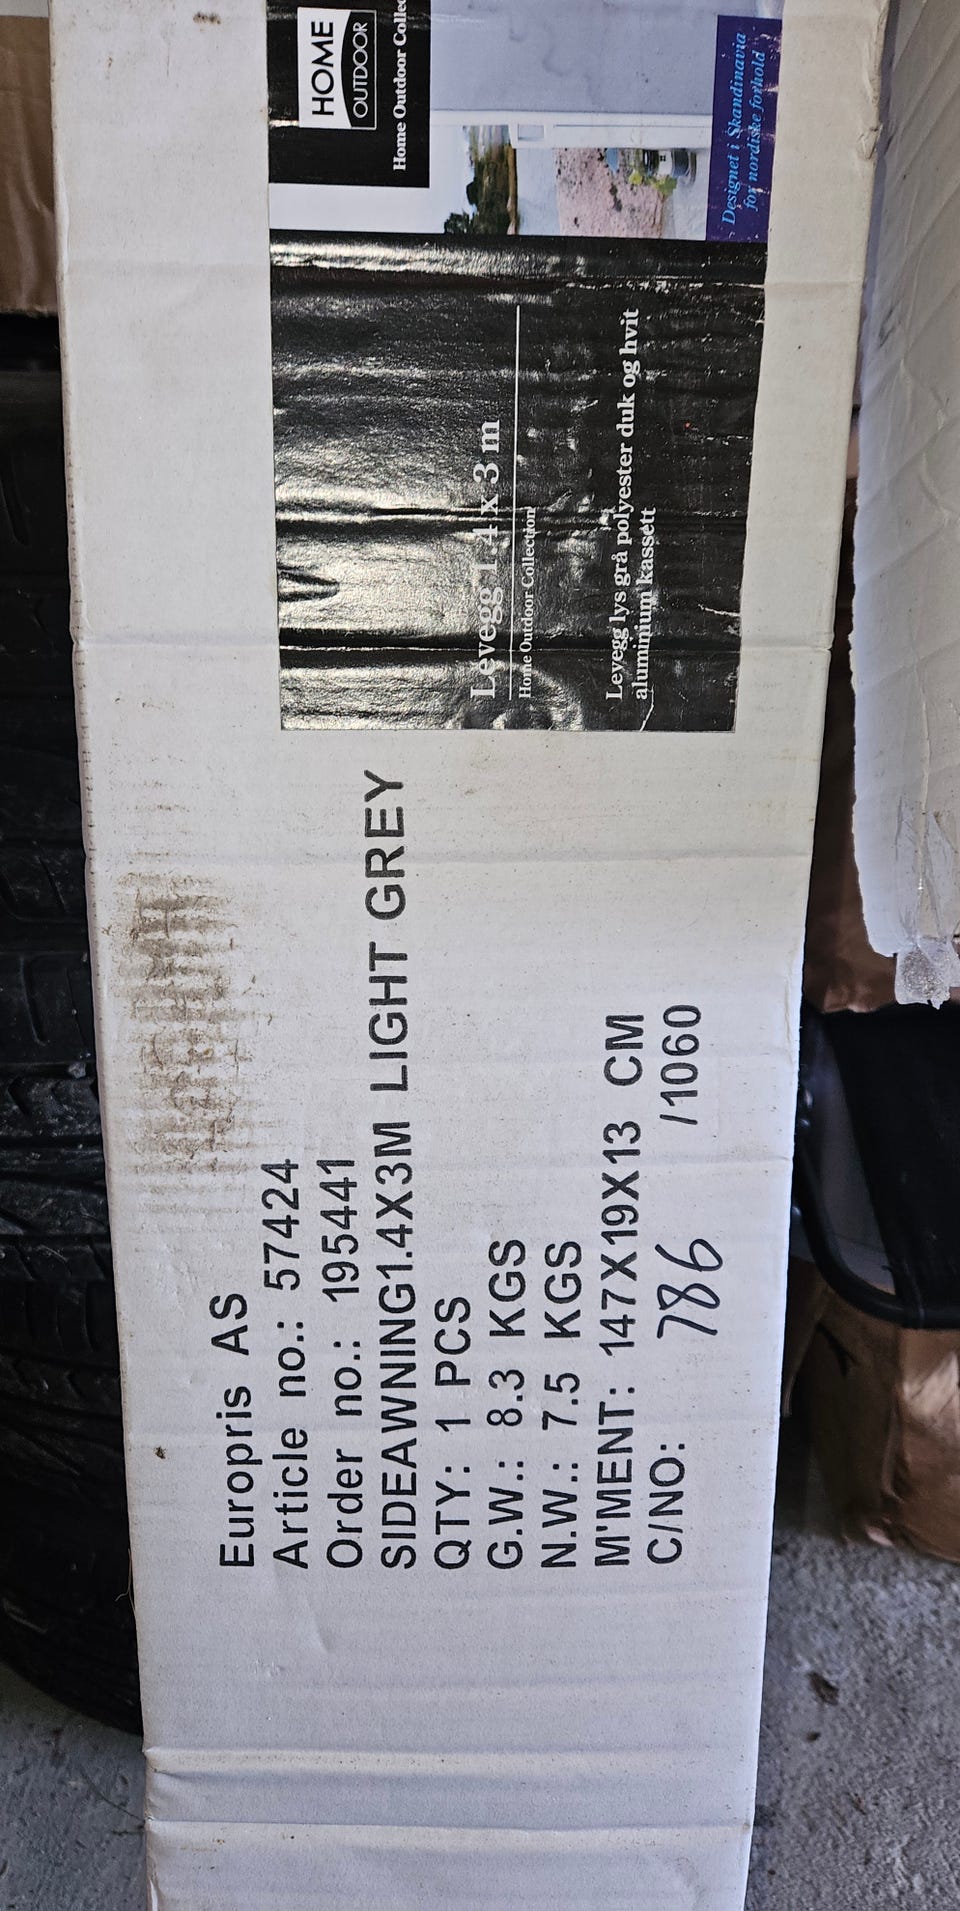 HOME
OUTDOOR
Home Outdoor Collec
Designet i Skandinavia
for nordiske forhold
Levegg 1,4 x 3 m
Home Outdoor Collection
Levegg lys grå polyester duk og hvit
aluminium kassett
Europris AS
Article no.: 57424
Order no.: 195441
SIDEAWNING1.4X3M LIGHT GREY
QTY: 1 PCS
G.W.: 8.3 KGS
N.W.: 7.5 KGS
M'MENT: 147X19X13 CM
C/NO: 786 /1060